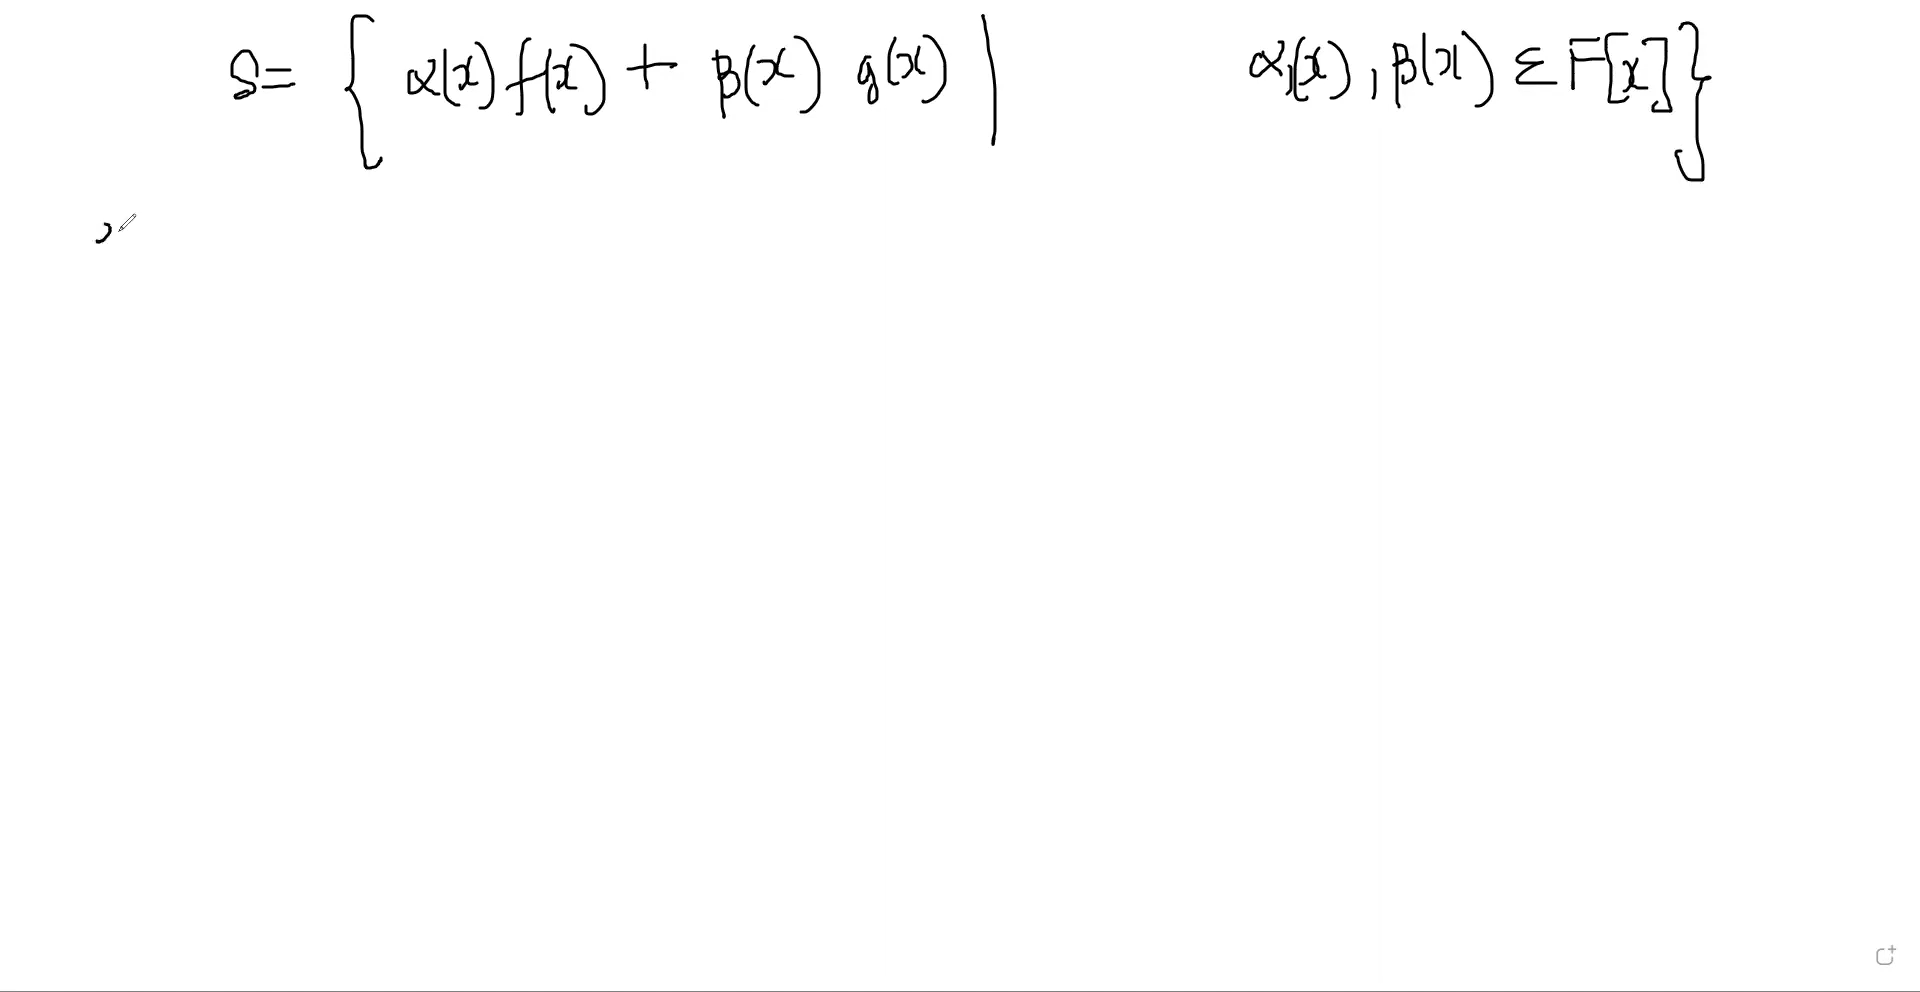 S = { α(x) f(x) + β(x) g(x) | α(x), β(x) ∈ F[x] }